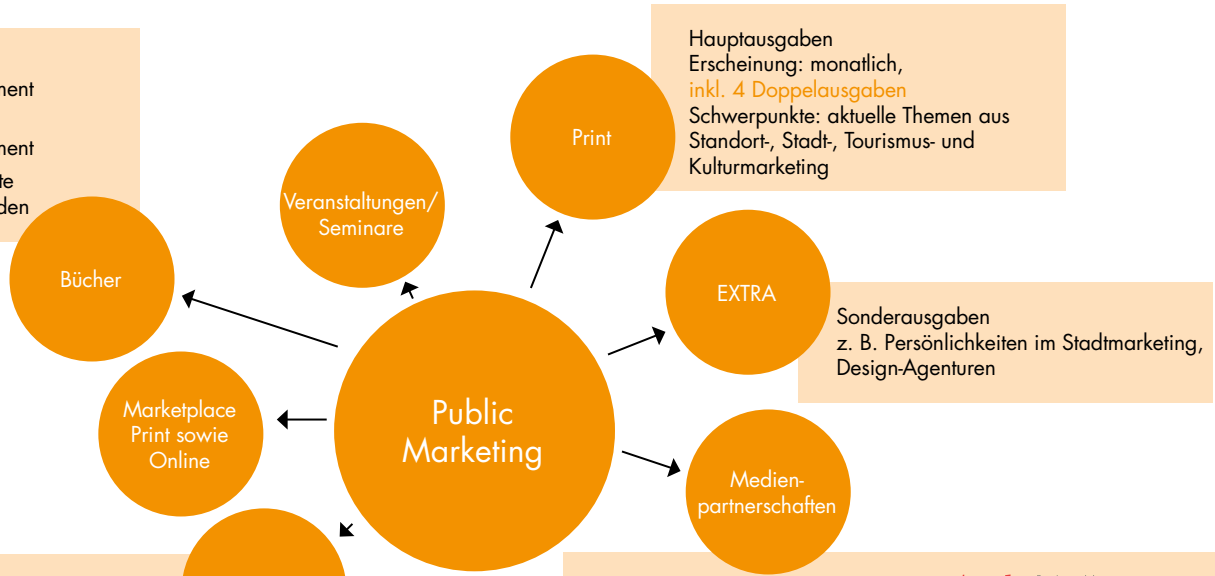 Hauptausgaben
Erscheinung: monatlich,
inkl. 4 Doppelausgaben
Schwerpunkte: aktuelle Themen aus
Standort-, Stadt-, Tourismus- und
Kulturmarketing
Print
Veranstaltungen/
Seminare
Bücher
EXTRA
Sonderausgaben
z. B. Persönlichkeiten im Stadtmarketing,
Design-Agenturen
Marketplace
Print sowie
Online
Public
Marketing
Medien-
partnerschaften